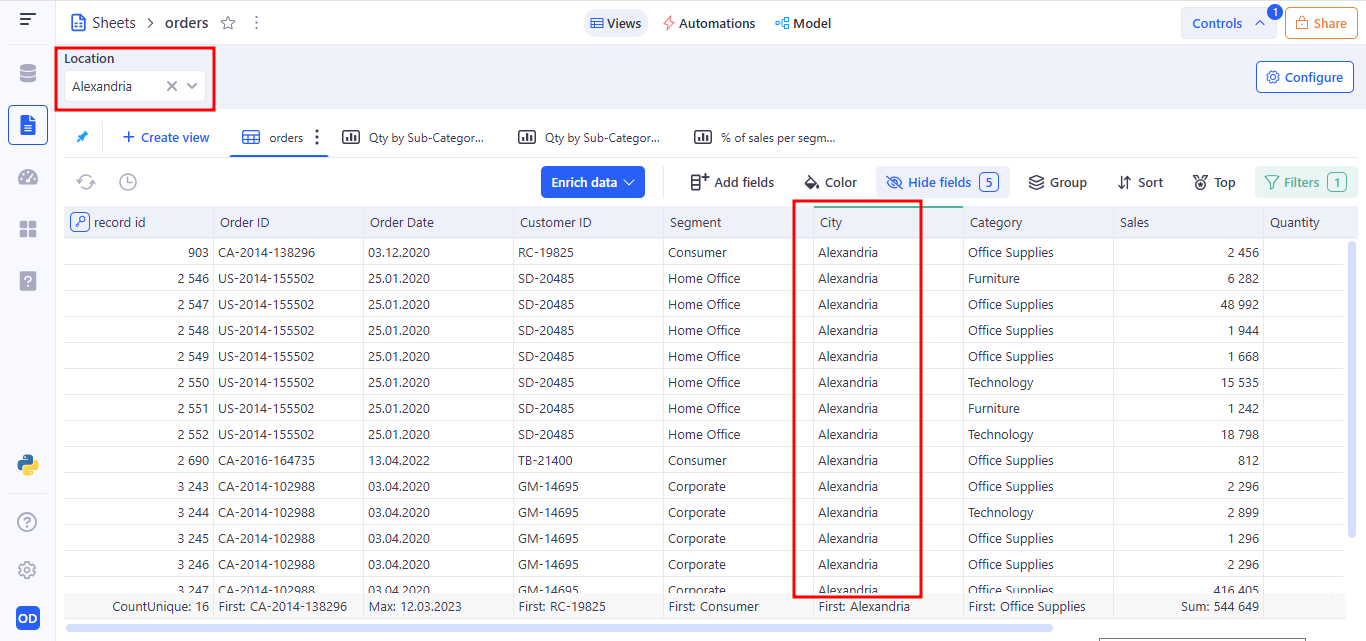 Sheets > orders Views Automations Model Controls 1 Share
Location
Alexandria
Configure
+ Create view orders Qty by Sub-Categor... Qty by Sub-Categor... % of sales per segm...
Enrich data Add fields Color Hide fields 5 Group Sort Top Filters 1
record id Order ID Order Date Customer ID Segment City Category Sales Quantity
903 CA-2014-138296 03.12.2020 RC-19825 Consumer Alexandria Office Supplies 2 456
2 546 US-2014-155502 25.01.2020 SD-20485 Home Office Alexandria Furniture 6 282
2 547 US-2014-155502 25.01.2020 SD-20485 Home Office Alexandria Office Supplies 48 992
2 548 US-2014-155502 25.01.2020 SD-20485 Home Office Alexandria Office Supplies 1 944
2 549 US-2014-155502 25.01.2020 SD-20485 Home Office Alexandria Office Supplies 1 668
2 550 US-2014-155502 25.01.2020 SD-20485 Home Office Alexandria Technology 15 535
2 551 US-2014-155502 25.01.2020 SD-20485 Home Office Alexandria Furniture 1 242
2 552 US-2014-155502 25.01.2020 SD-20485 Home Office Alexandria Technology 18 798
2 690 CA-2016-164735 13.04.2022 TB-21400 Consumer Alexandria Office Supplies 812
3 243 CA-2014-102988 03.04.2020 GM-14695 Corporate Alexandria Office Supplies 2 296
3 244 CA-2014-102988 03.04.2020 GM-14695 Corporate Alexandria Technology 2 899
3 245 CA-2014-102988 03.04.2020 GM-14695 Corporate Alexandria Office Supplies 1 296
3 246 CA-2014-102988 03.04.2020 GM-14695 Corporate Alexandria Office Supplies 2 296
3 247 CA-2014-102988 03.04.2020 GM-14695 Corporate Alexandria Office Supplies 416 405
CountUnique: 16 First: CA-2014-138296 Max: 12.03.2023 First: RC-19825 First: Consumer First: Alexandria First: Office Supplies Sum: 544 649
OD